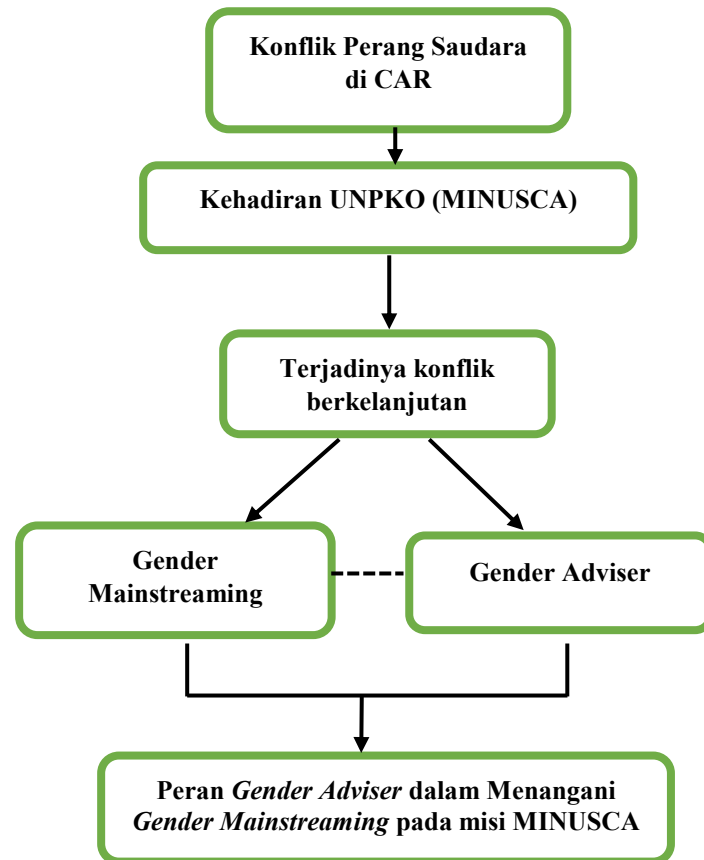 Konflik Perang Saudara
di CAR
Kehadiran UNPKO (MINUSCA)
Terjadinya konflik
berkelanjutan
Gender
Mainstreaming
Gender Adviser
Peran Gender Adviser dalam Menangani
Gender Mainstreaming pada misi MINUSCA